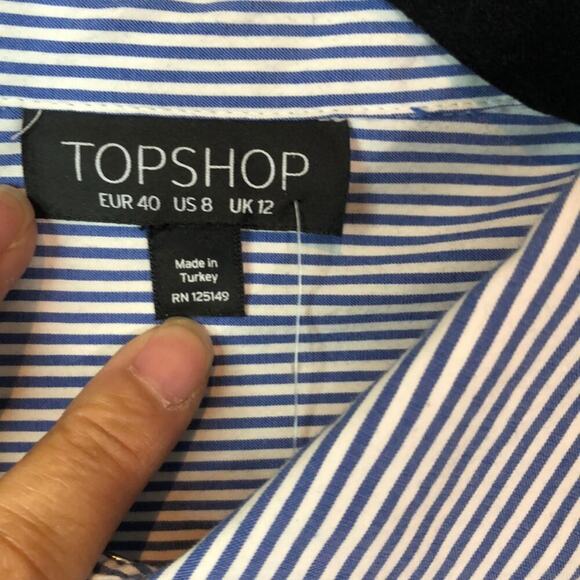 TOPSHOP
EUR 40 US 8 UK 12
Made in
Turkey
RN 125149